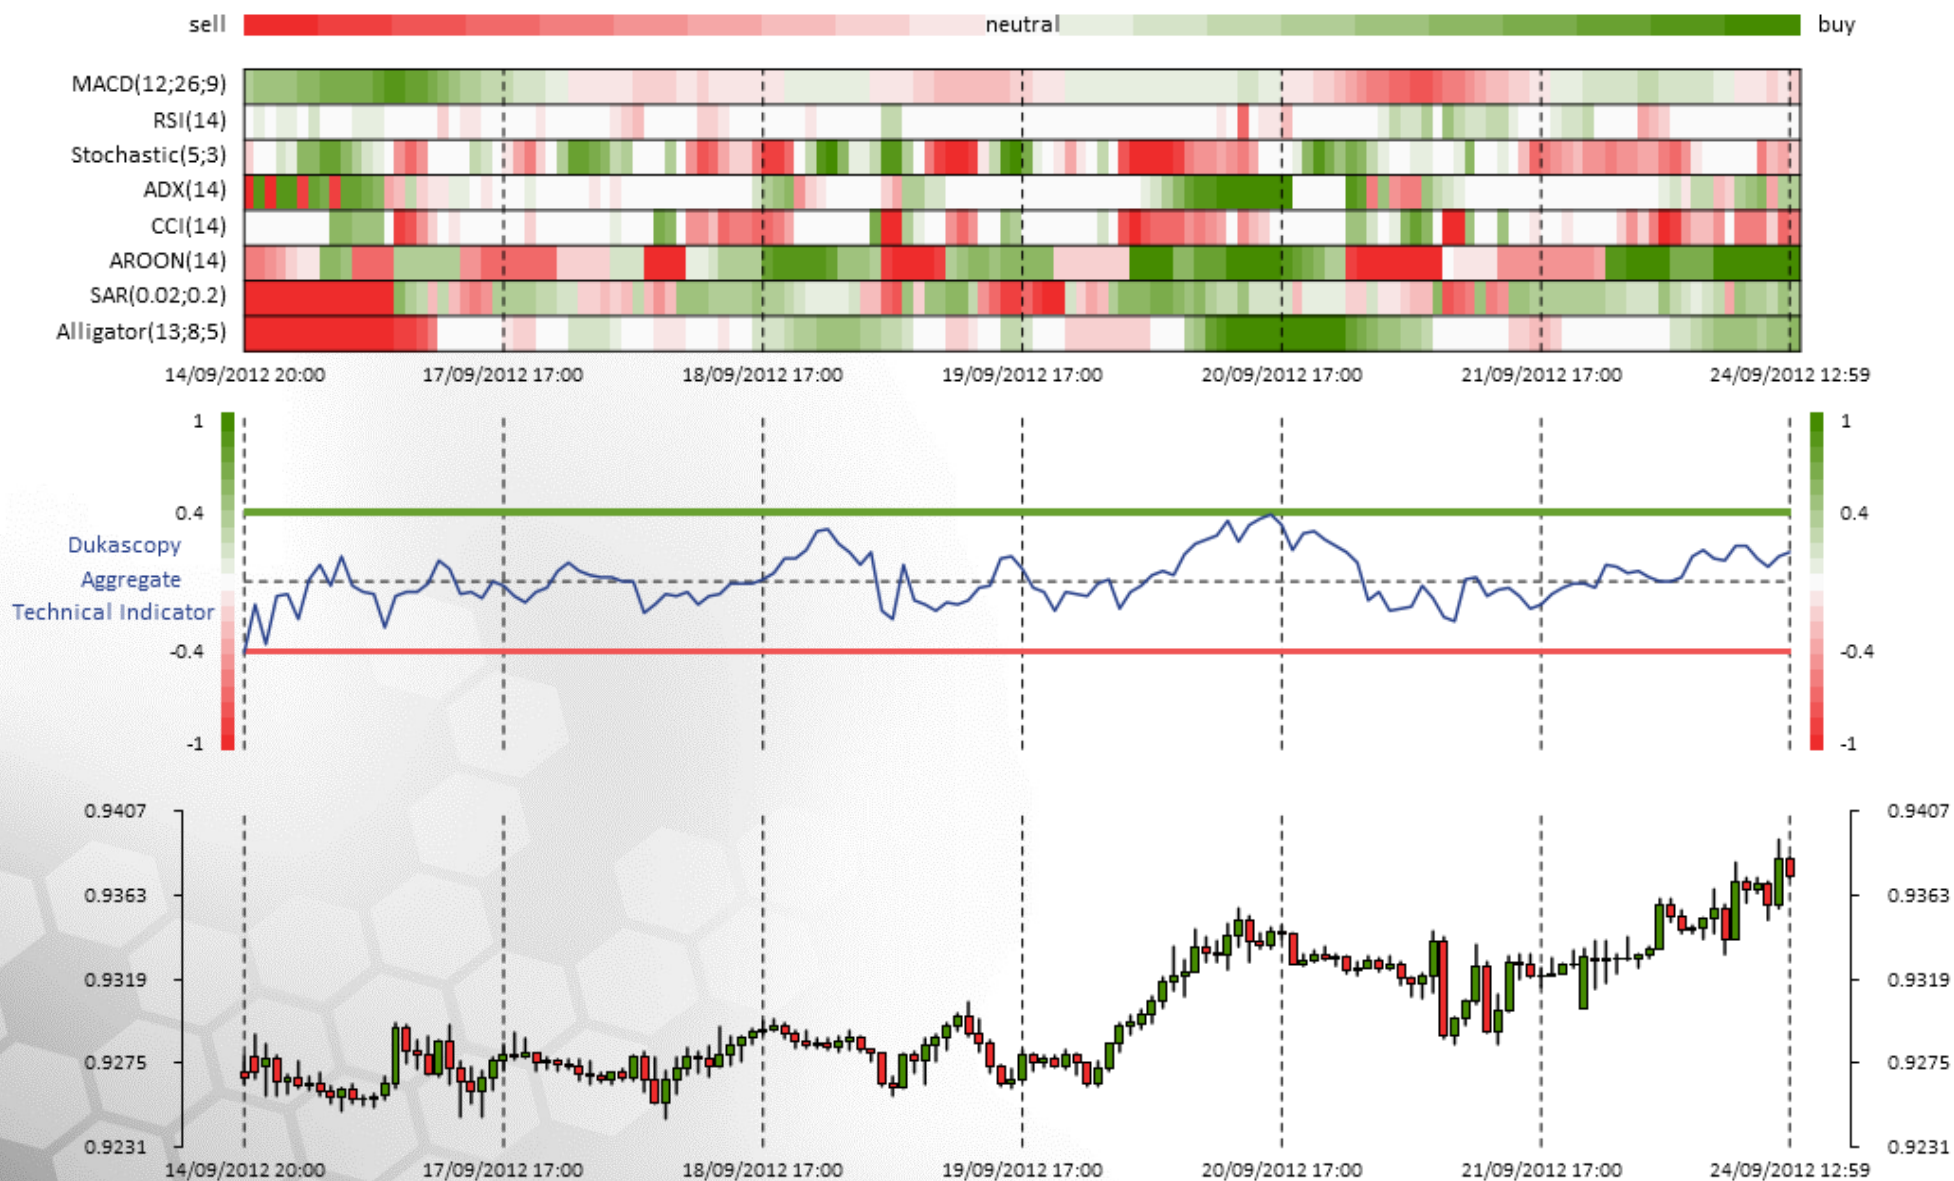 sell neutral buy
MACD(12;26;9)
RSI(14)
Stochastic(5;3)
ADX(14)
CCI(14)
AROON(14)
SAR(0.02;0.2)
Alligator(13;8;5)
14/09/2012 20:00 17/09/2012 17:00 18/09/2012 17:00 19/09/2012 17:00 20/09/2012 17:00 21/09/2012 17:00 24/09/2012 12:59
1 1
0.4 0.4
Dukascopy
Aggregate
Technical Indicator
-0.4 -0.4
-1 -1
0.9407 0.9407
0.9363 0.9363
0.9319 0.9319
0.9275 0.9275
0.9231 0.9231
14/09/2012 20:00 17/09/2012 17:00 18/09/2012 17:00 19/09/2012 17:00 20/09/2012 17:00 21/09/2012 17:00 24/09/2012 12:59